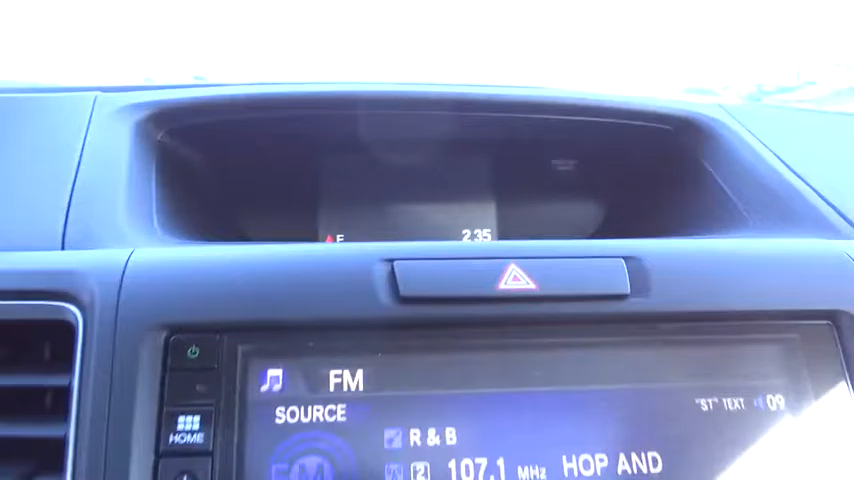 E 2:35
FM
SOURCE "ST" TEXT 09
HOME R & B
2 107.1 MHz HOP AND